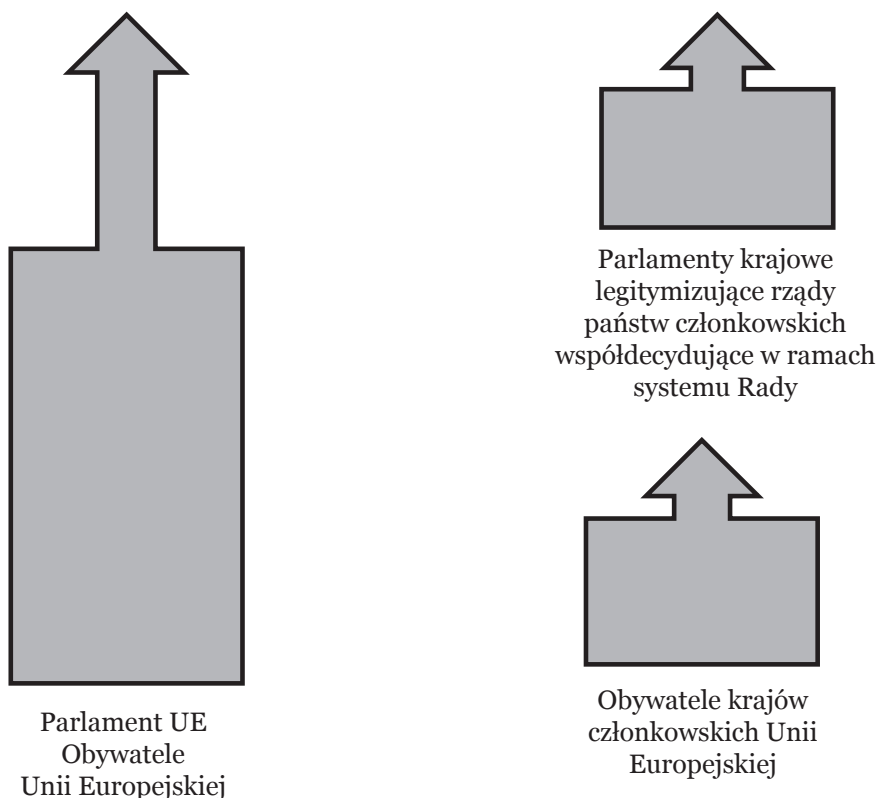 Parlament UE
Obywatele
Unii Europejskiej
Parlamenty krajowe
legitymizujące rządy
państw członkowskich
współdecydujące w ramach
systemu Rady
Obywatele krajów
członkowskich Unii
Europejskiej